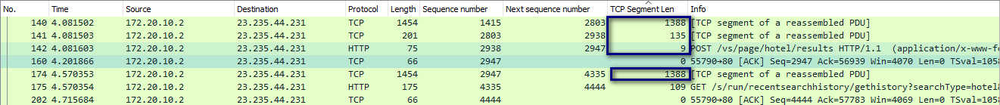 No. Time Source Destination Protocol Length Sequence number Next sequence number TCP Segment Len Info
140 4.081502 172.20.10.2 23.235.44.231 TCP 1454 1415 2803 1388 [TCP segment of a reassembled PDU]
141 4.081503 172.20.10.2 23.235.44.231 TCP 201 2803 2938 135 [TCP segment of a reassembled PDU]
142 4.081603 172.20.10.2 23.235.44.231 HTTP 75 2938 2947 9 POST /vs/page/hotel/results HTTP/1.1 (application/x-www-fo
160 4.201866 172.20.10.2 23.235.44.231 TCP 66 2947 0 55790→80 [ACK] Seq=2947 Ack=56939 Win=4070 Len=0 TSval=1058
174 4.570353 172.20.10.2 23.235.44.231 TCP 1454 2947 4335 1388 [TCP segment of a reassembled PDU]
175 4.570354 172.20.10.2 23.235.44.231 HTTP 175 4335 4444 109 GET /s/run/recentsearchhistory/gethistory?searchType=hotel&
202 4.715684 172.20.10.2 23.235.44.231 TCP 66 4444 0 55790→80 [ACK] Seq=4444 Ack=57783 Win=4069 Len=0 TSval=1058